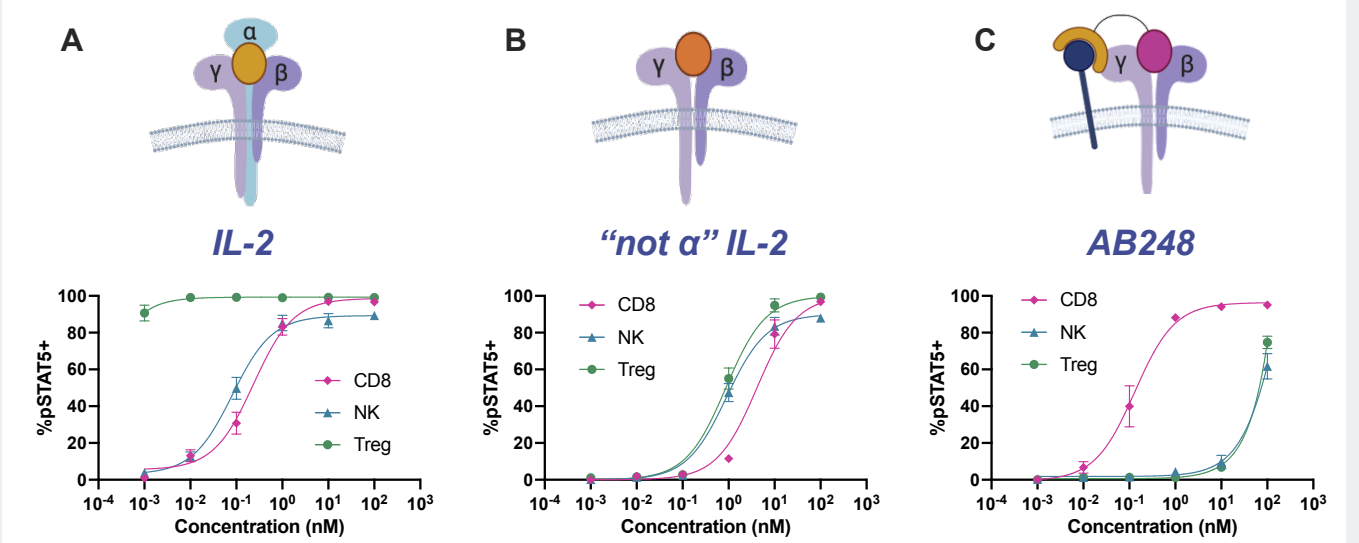 A
α
γ
β
IL-2
100
80
60
40
20
0
%pSTAT5+
CD8
NK
Treg
10-4
10-3
10-2
10-1
100
101
102
103
Concentration (nM)
B
γ
β
“not α” IL-2
100
80
60
40
20
0
%pSTAT5+
CD8
NK
Treg
10-4
10-3
10-2
10-1
100
101
102
103
Concentration (nM)
C
γ
β
AB248
100
80
60
40
20
0
%pSTAT5+
CD8
NK
Treg
10-4
10-3
10-2
10-1
100
101
102
103
Concentration (nM)